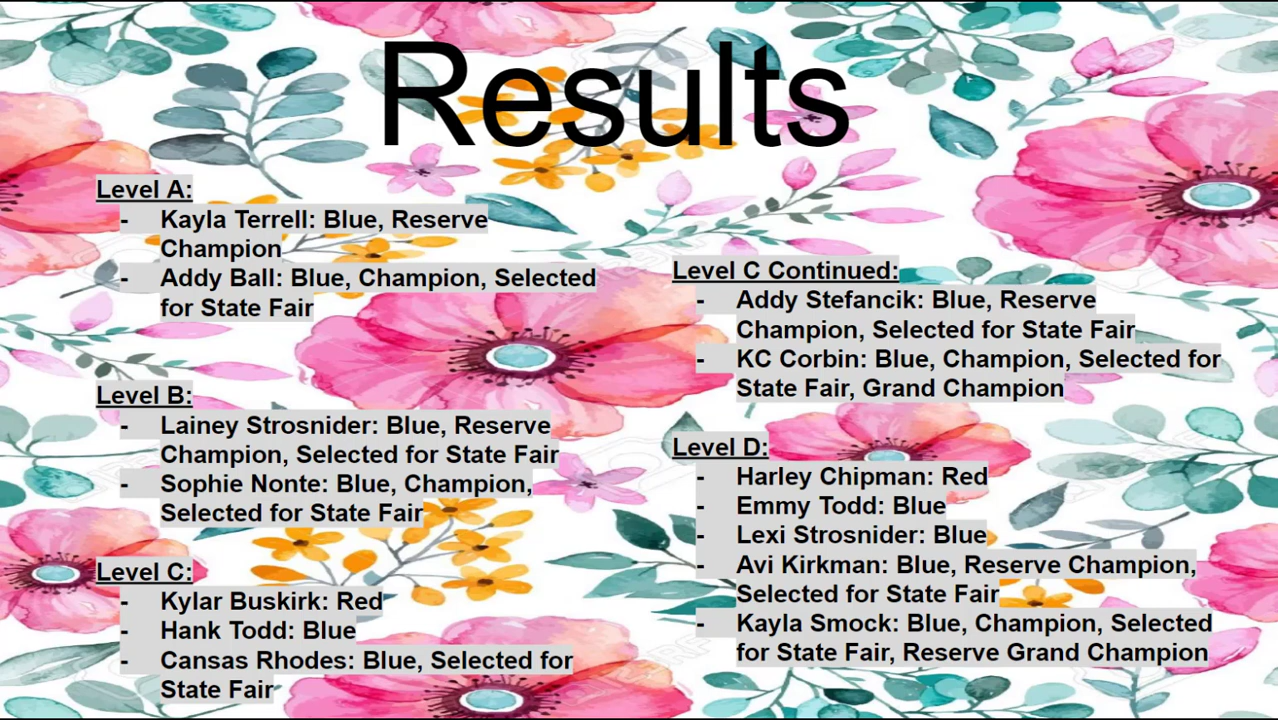 Results
Level A:
- Kayla Terrell: Blue, Reserve
Champion
- Addy Ball: Blue, Champion, Selected
for State Fair
Level B:
- Lainey Strosnider: Blue, Reserve
Champion, Selected for State Fair
- Sophie Nonte: Blue, Champion,
Selected for State Fair
Level C:
- Kylar Buskirk: Red
- Hank Todd: Blue
- Cansas Rhodes: Blue, Selected for
State Fair
Level C Continued:
- Addy Stefancik: Blue, Reserve
Champion, Selected for State Fair
- KC Corbin: Blue, Champion, Selected for
State Fair, Grand Champion
Level D:
- Harley Chipman: Red
- Emmy Todd: Blue
- Lexi Strosnider: Blue
- Avi Kirkman: Blue, Reserve Champion,
Selected for State Fair
- Kayla Smock: Blue, Champion, Selected
for State Fair, Reserve Grand Champion